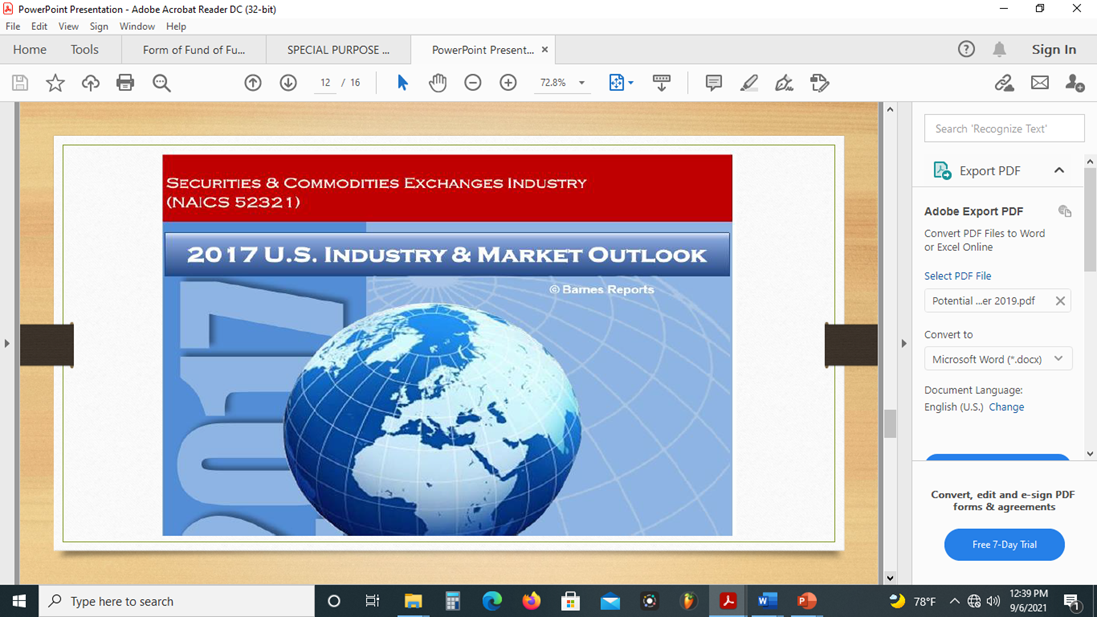 PowerPoint Presentation - Adobe Acrobat Reader DC (32-bit)
File Edit View Sign Window Help
Home Tools Form of Fund of Fu... SPECIAL PURPOSE ... PowerPoint Present... × Sign In
12 / 16 72.8%
Search 'Recognize Text'
Export PDF
Adobe Export PDF
Convert PDF Files to Word
or Excel Online
Select PDF File
Potential ...er 2019.pdf
Convert to
Microsoft Word (*.docx)
Document Language:
English (U.S.) Change
Convert, edit and e-sign PDF
forms & agreements
Free 7-Day Trial
SECURITIES & COMMODITIES EXCHANGES INDUSTRY
(NAICS 52321)
2017 U.S. INDUSTRY & MARKET OUTLOOK
© Barnes Reports
2017
Type here to search
78°F
12:39 PM
9/6/2021
1